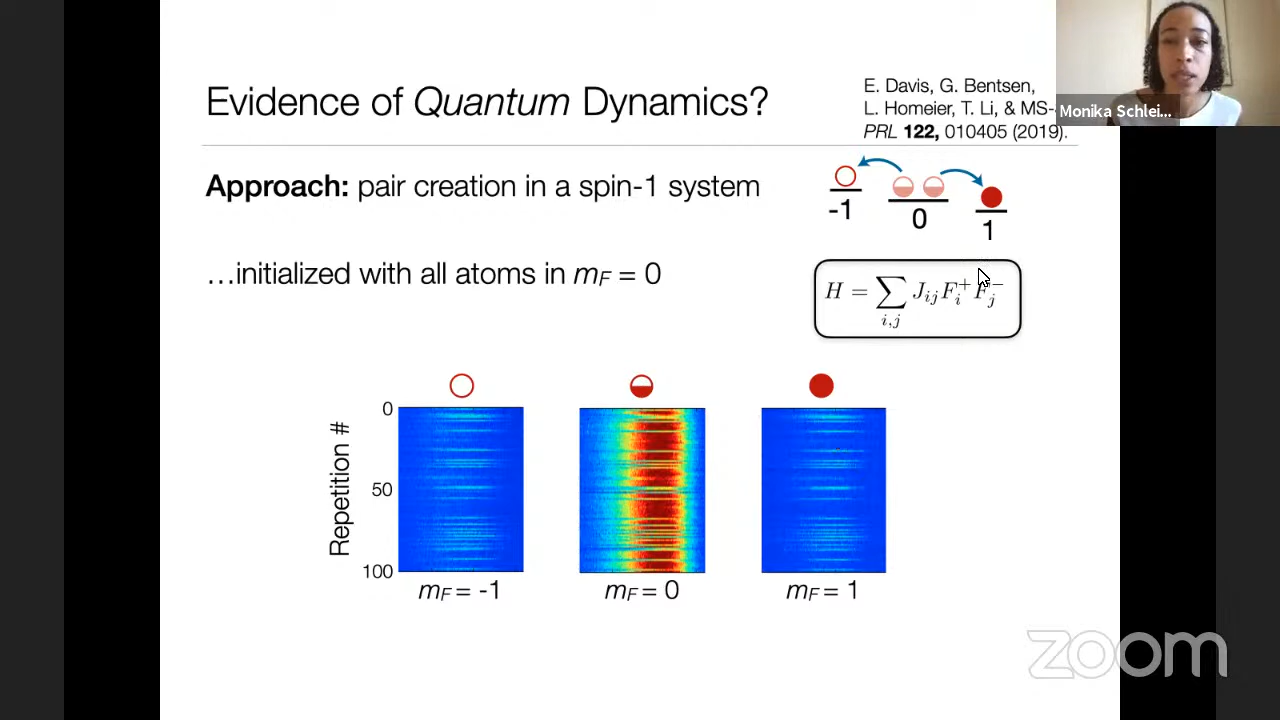 Evidence of Quantum Dynamics?
E. Davis, G. Bentsen,
L. Homeier, T. Li, & MS-
PRL 122, 010405 (2019).
Monika Schlei...
Approach: pair creation in a spin-1 system
-1
0
1
…initialized with all atoms in mF = 0
H = ∑i,j JijFi+Fj−
Repetition #
0
50
100
mF = -1
mF = 0
mF = 1
zoom